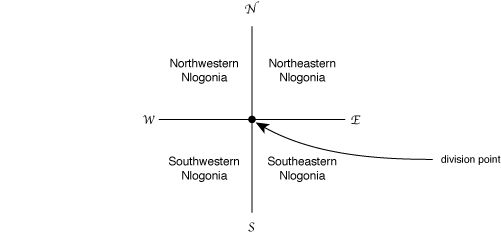 N
Northwestern
Nlogonia
Northeastern
Nlogonia
W
E
Southwestern
Nlogonia
Southeastern
Nlogonia
division point
S